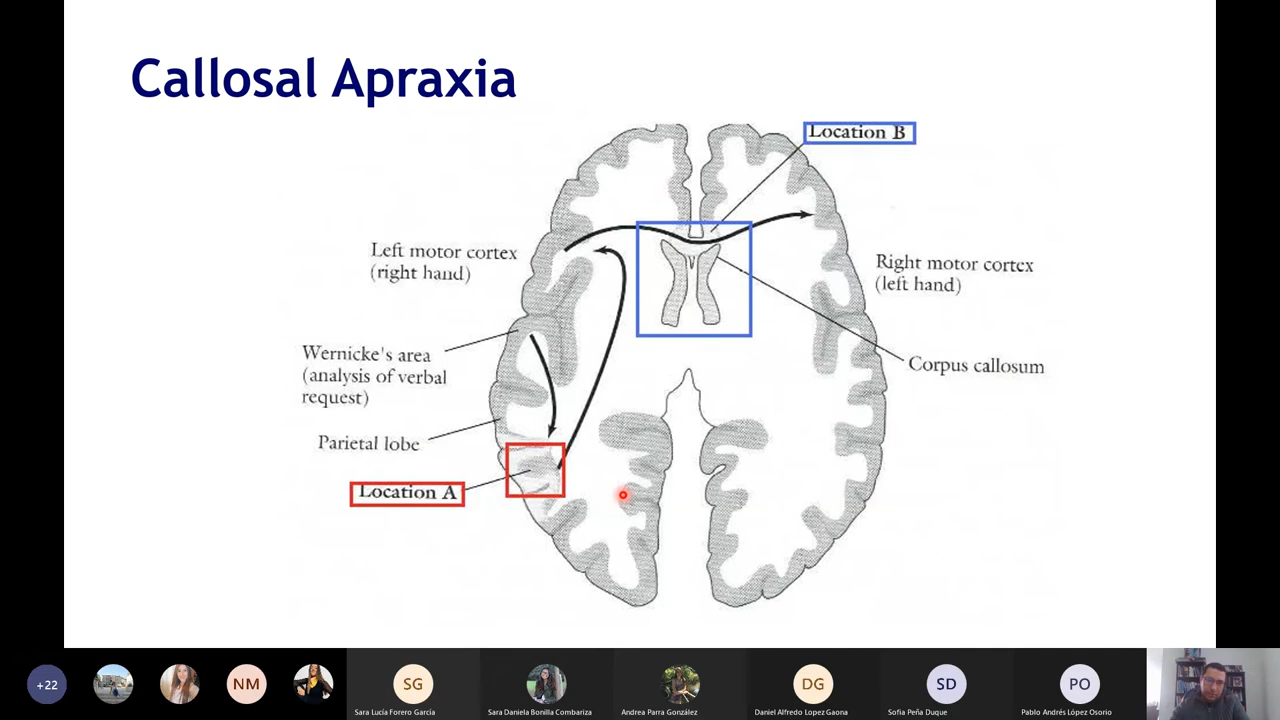 Callosal Apraxia
Location B
Left motor cortex
(right hand)
Right motor cortex
(left hand)
Wernicke's area
(analysis of verbal
request)
Corpus callosum
Parietal lobe
Location A
+22
NM
SG
DG
SD
PO
Sara Lucía Forero García
Sara Daniela Bonilla Combariza
Andrea Parra González
Daniel Alfredo Lopez Gaona
Sofia Peña Duque
Pablo Andrés López Osorio